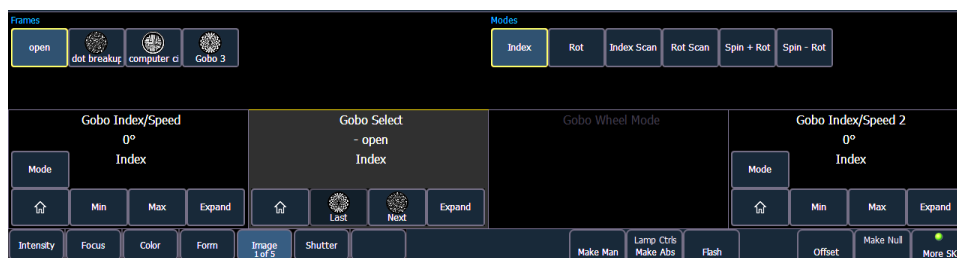 Frames
Modes
open
dot breakup
computer ci
Gobo 3
Index
Rot
Index Scan
Rot Scan
Spin + Rot
Spin - Rot
Gobo Index/Speed
0°
Index
Mode
Min
Max
Expand
Gobo Select
- open
Index
Last
Next
Expand
Gobo Wheel Mode
Gobo Index/Speed 2
0°
Index
Mode
Min
Max
Expand
Intensity
Focus
Color
Form
Image
1 of 5
Shutter
Make Man
Lamp Ctrls
Make Abs
Flash
Offset
Make Null
More SK